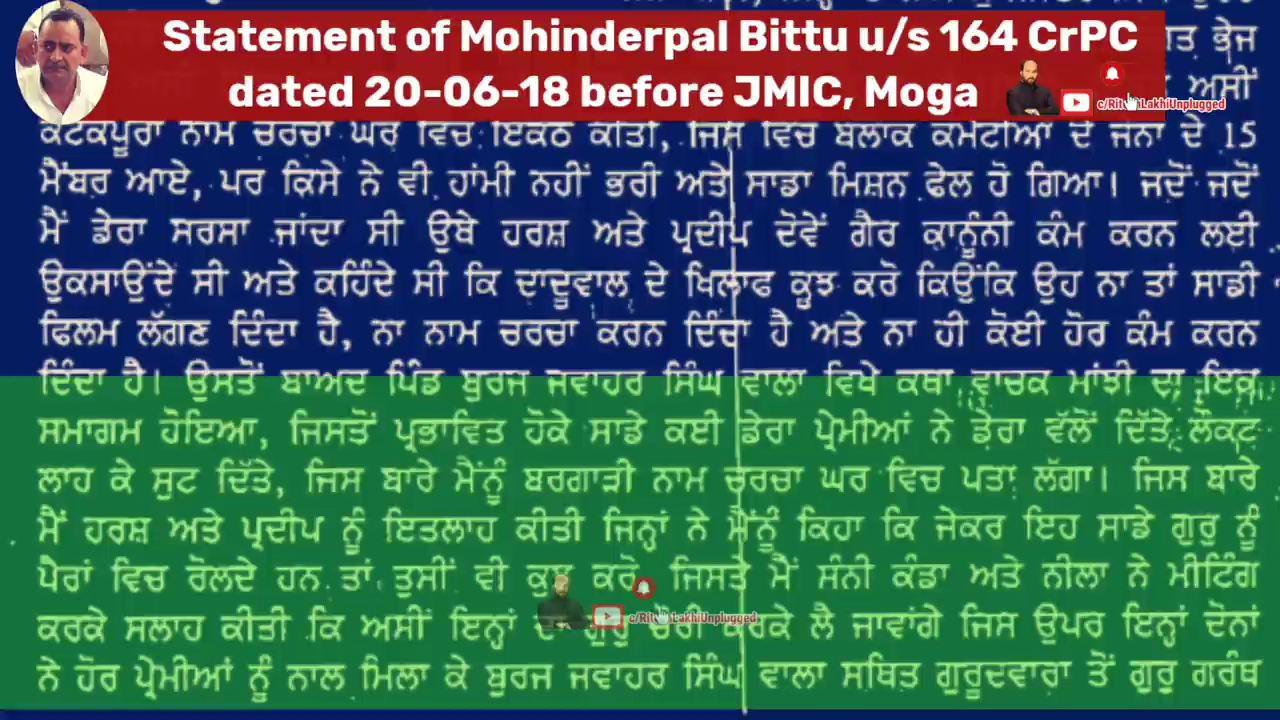 Statement of Mohinderpal Bittu u/s 164 CrPC
dated 20-06-18 before JMIC, Moga
ਭੇਜ
ਅਸੀਂ
ਕੋਟਕਪੂਰਾ ਨਾਮ ਚਰਚਾ ਘਰ ਵਿਚ ਇਕਠ ਕੀਤਾ, ਜਿਸ ਵਿਚ ਬਲਾਕ ਕਮੇਟੀਆਂ ਦੇ ਜਨਾਂ ਦੇ 15
ਮੈਂਬਰ ਆਏ, ਪਰ ਕਿਸੇ ਨੇ ਵੀ ਹਾਂਮੀ ਨਹੀਂ ਭਰੀ ਅਤੇ ਸਾਡਾ ਮਿਸ਼ਨ ਫੇਲ ਹੋ ਗਿਆ। ਜਦੋਂ ਜਦੋਂ
ਮੈਂ ਡੇਰਾ ਸਰਸਾ ਜਾਂਦਾ ਸੀ ਉਥੇ ਹਰਸ਼ ਅਤੇ ਪ੍ਰਦੀਪ ਦੋਵੇਂ ਗੈਰ ਕਾਨੂੰਨੀ ਕੰਮ ਕਰਨ ਲਈ
ਉਕਸਾਉਂਦੇ ਸੀ ਅਤੇ ਕਹਿੰਦੇ ਸੀ ਕਿ ਦਾਦੂਵਾਲ ਦੇ ਖਿਲਾਫ ਕੂਝ ਕਰੋ ਕਿਉਂਕਿ ਉਹ ਨਾ ਤਾਂ ਸਾਡੀ
ਫਿਲਮ ਲੱਗਣ ਦਿੰਦਾ ਹੈ, ਨਾ ਨਾਮ ਚਰਚਾ ਕਰਨ ਦਿੰਦਾ ਹੈ ਅਤੇ ਨਾ ਹੀ ਕੋਈ ਹੋਰ ਕੰਮ ਕਰਨ
ਦਿੰਦਾ ਹੈ। ਉਸਤੋਂ ਬਾਅਦ ਪਿੰਡ ਬੁਰਜ ਜਵਾਹਰ ਸਿੰਘ ਵਾਲਾ ਵਿਖੇ ਕਥਾ ਵਾਚਕ ਮਾਂਝੀ ਦਾ ਇਕ
ਸਮਾਗਮ ਹੋਇਆ, ਜਿਸਤੋਂ ਪ੍ਰਭਾਵਿਤ ਹੋਕੇ ਸਾਡੇ ਕਈ ਡੇਰਾ ਪ੍ਰੇਮੀਆਂ ਨੇ ਡੇਰਾ ਵੱਲੋਂ ਦਿੱਤੇ ਲੌਕਟ
ਲਾਹ ਕੇ ਸੁਟ ਦਿੱਤੇ, ਜਿਸ ਬਾਰੇ ਮੈਂਨੂੰ ਬਰਗਾੜੀ ਨਾਮ ਚਰਚਾ ਘਰ ਵਿਚ ਪਤਾ ਲੱਗਾ। ਜਿਸ ਬਾਰੇ
ਮੈਂ ਹਰਸ਼ ਅਤੇ ਪ੍ਰਦੀਪ ਨੂੰ ਇਤਲਾਹ ਕੀਤੀ ਜਿਨ੍ਹਾਂ ਨੇ ਮੈਂਨੂੰ ਕਿਹਾ ਕਿ ਜੇਕਰ ਇਹ ਸਾਡੇ ਗੁਰੁ ਨੂੰ
ਪੈਰਾਂ ਵਿਚ ਰੋਲਦੇ ਹਨ ਤਾਂ ਤੁਸੀਂ ਵੀ ਕੁਝ ਕਰੋ, ਜਿਸਤੇ ਮੈਂ ਸੰਨੀ ਕੰਡਾ ਅਤੇ ਨੀਲਾ ਨੇ ਮੀਟਿੰਗ
ਕਰਕੇ ਸਲਾਹ ਕੀਤੀ ਕਿ ਅਸੀਂ ਇਨ੍ਹਾਂ ਦੇ ਗੁਰੁ ਚੋਰੀ ਕਰਕੇ ਲੈ ਜਾਵਾਂਗੇ ਜਿਸ ਉਪਰ ਇਨ੍ਹਾਂ ਦੋਨਾਂ
ਨੇ ਹੋਰ ਪ੍ਰੇਮੀਆਂ ਨੂੰ ਨਾਲ ਮਿਲਾ ਕੇ ਬੁਰਜ ਜਵਾਹਰ ਸਿੰਘ ਵਾਲਾ ਸਥਿਤ ਗੁਰੂਦਵਾਰਾ ਤੋਂ ਗੁਰੁ ਗਰੰਥ